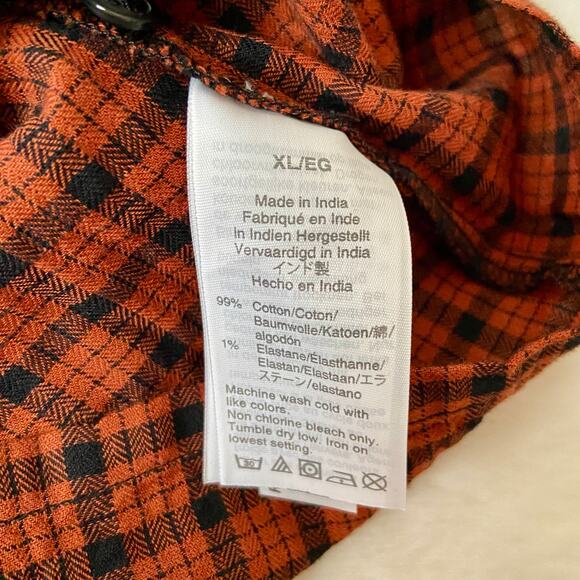 XL/EG
Made in India
Fabriqué en Inde
In Indien Hergestellt
Vervaardigd in India
インド製
Hecho en India
99% Cotton/Coton/
Baumwolle/Katoen/綿/
algodón
1% Elastane/Élasthanne/
Elastan/Elastaan/エラ
ステーン/elastano
Machine wash cold with
like colors.
Non chlorine bleach only.
Tumble dry low. Iron on
lowest setting.
30